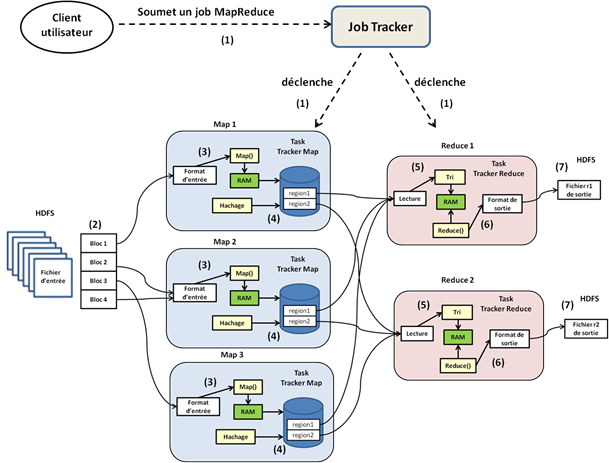 Client
utilisateur
Soumet un job MapReduce
(1)
Job Tracker
déclenche
(1)
déclenche
(1)
HDFS
Fichier
d'entrée
(2)
Bloc 1
Bloc 2
Bloc 3
Bloc 4
Map 1
(3)
Format
d'entrée
Map()
RAM
Hachage
(4)
Task
Tracker Map
region1
region2
Map 2
(3)
Format
d'entrée
Map()
RAM
Hachage
(4)
Task
Tracker Map
region1
region2
Map 3
(3)
Format
d'entrée
Map()
RAM
Hachage
(4)
Task
Tracker Map
region1
region2
Reduce 1
(5)
Lecture
Tri
RAM
Reduce()
Task
Tracker Reduce
Format de
sortie
(6)
(7)
HDFS
Fichier r1
de sortie
Reduce 2
(5)
Lecture
Tri
RAM
Reduce()
Task
Tracker Reduce
Format de
sortie
(6)
(7)
HDFS
Fichier r2
de sortie